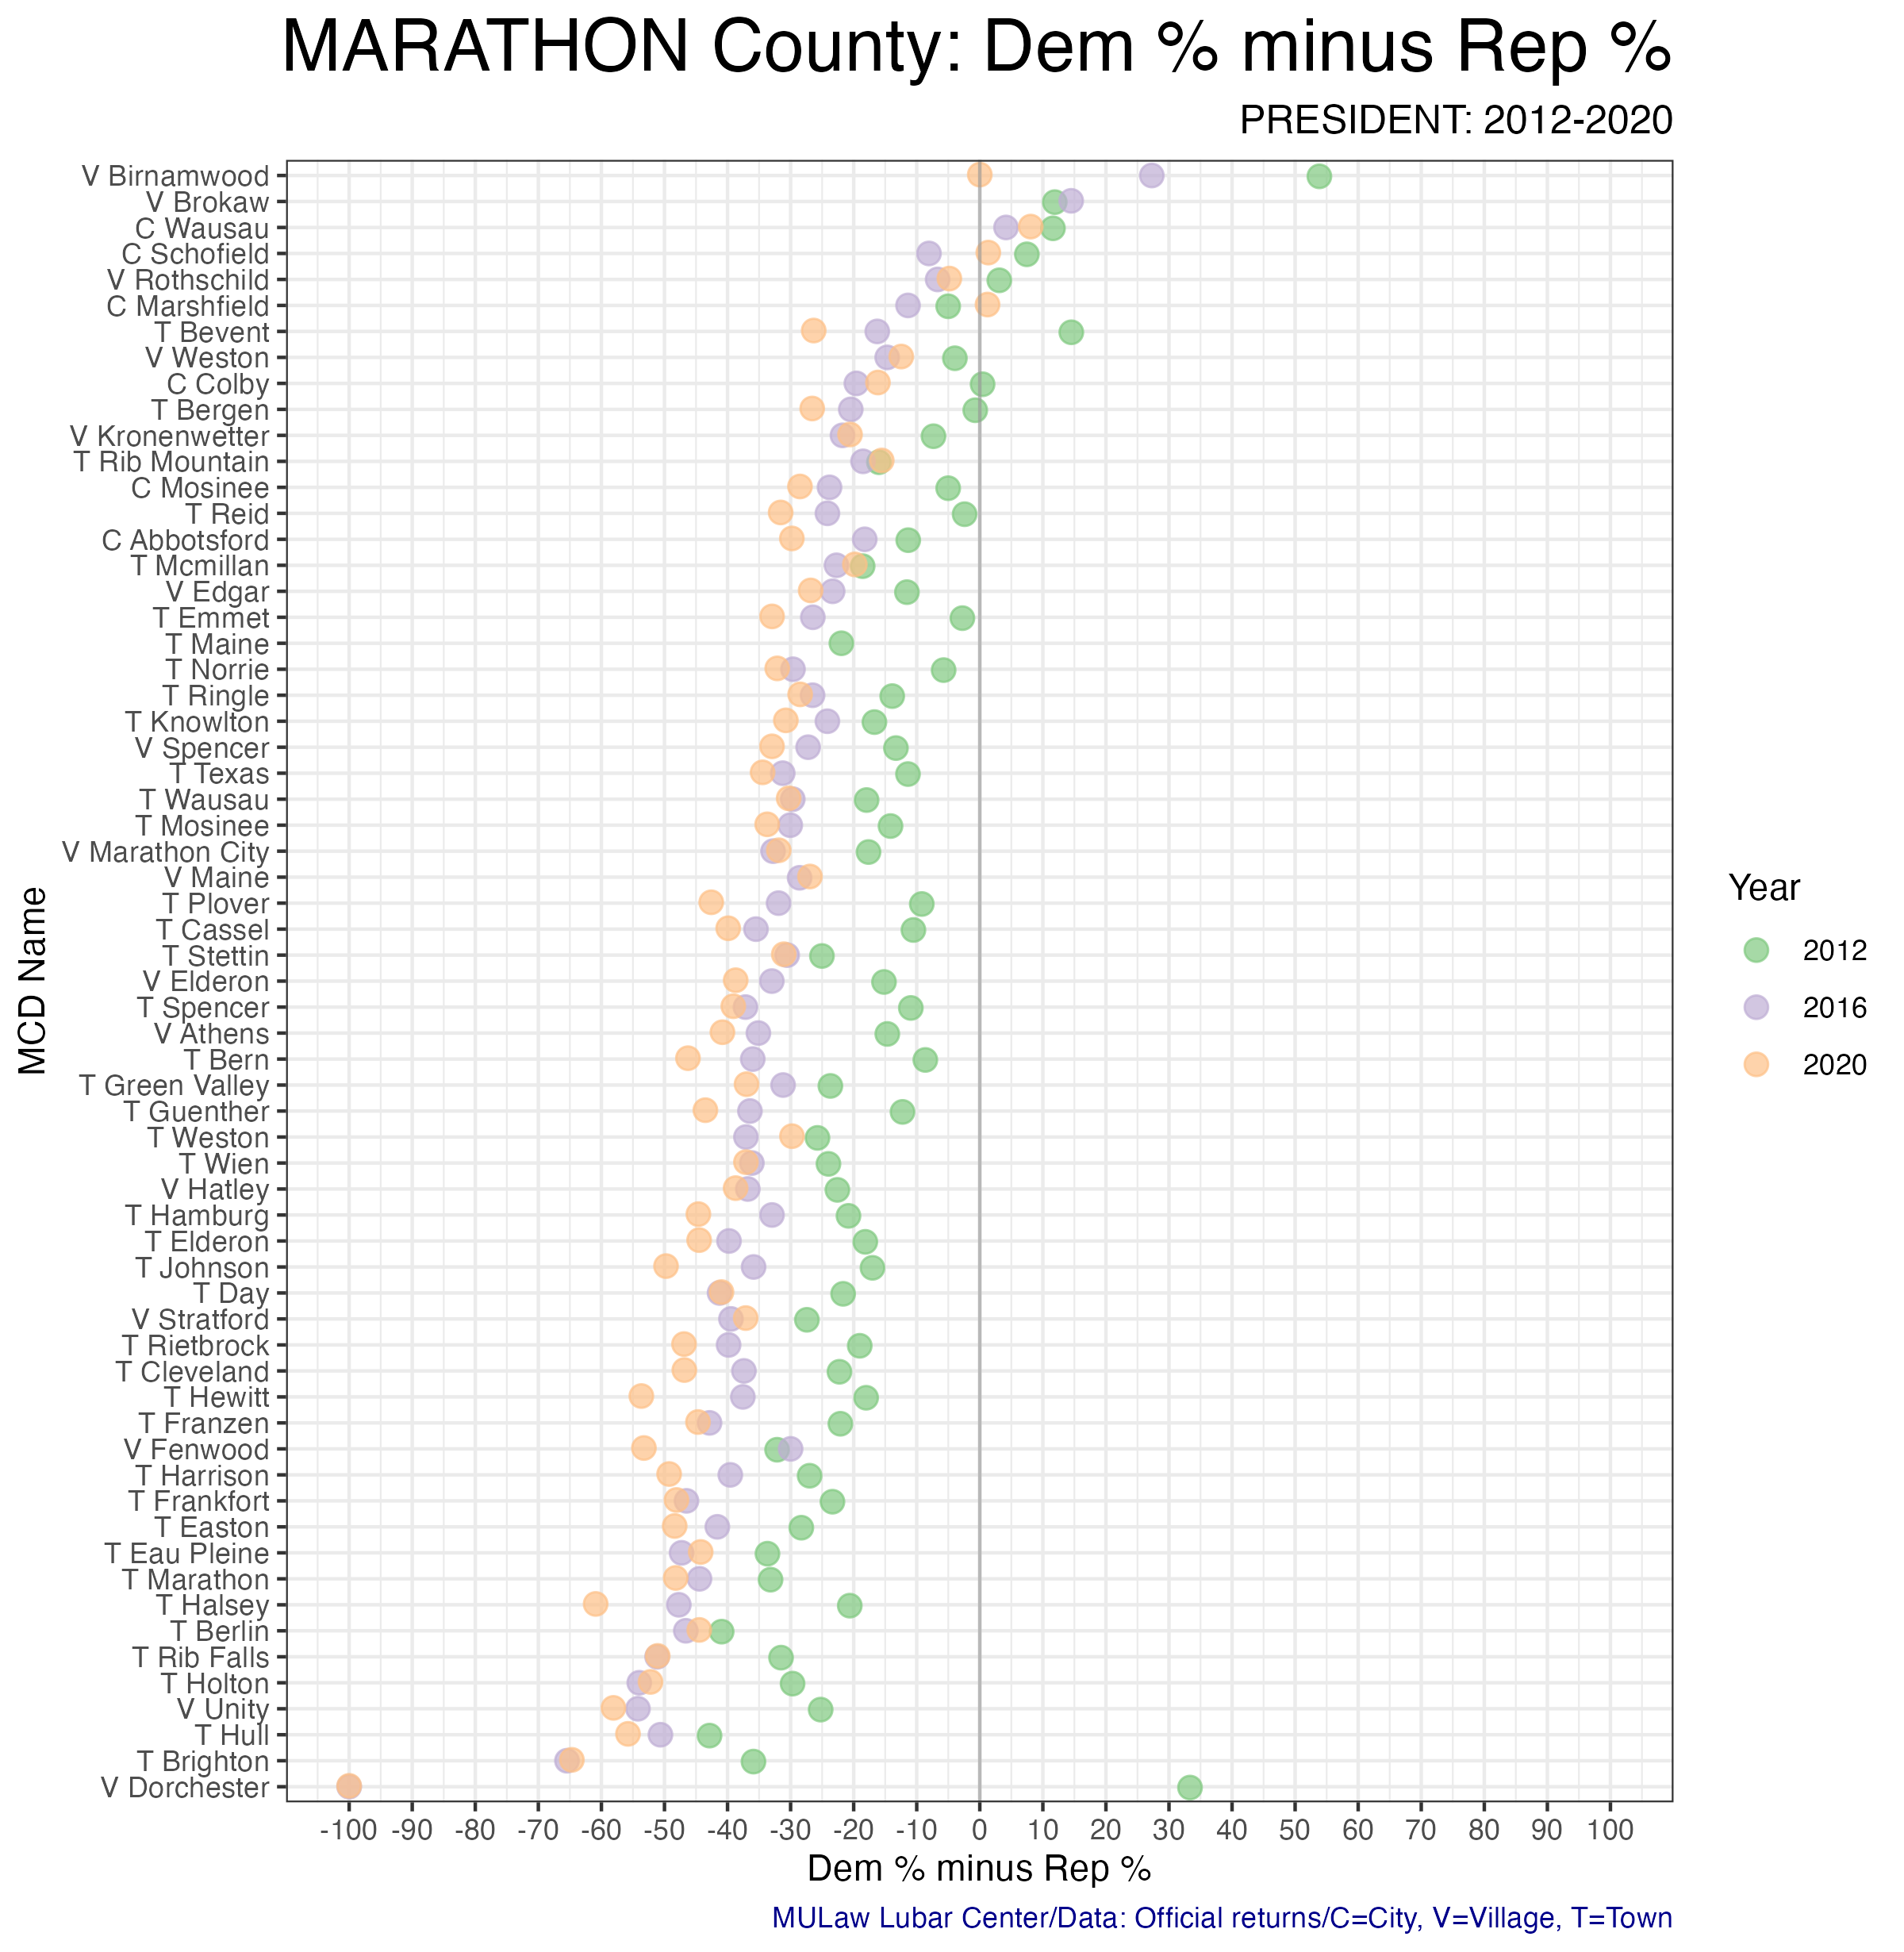 MARATHON County: Dem % minus Rep %
PRESIDENT: 2012-2020
V Birnamwood
V Brokaw
C Wausau
C Schofield
V Rothschild
C Marshfield
T Bevent
V Weston
C Colby
T Bergen
V Kronenwetter
T Rib Mountain
C Mosinee
T Reid
C Abbotsford
T Mcmillan
V Edgar
T Emmet
T Maine
T Norrie
T Ringle
T Knowlton
V Spencer
T Texas
T Wausau
T Mosinee
V Marathon City
V Maine
T Plover
T Cassel
T Stettin
V Elderon
T Spencer
V Athens
T Bern
T Green Valley
T Guenther
T Weston
T Wien
V Hatley
T Hamburg
T Elderon
T Johnson
T Day
V Stratford
T Rietbrock
T Cleveland
T Hewitt
T Franzen
V Fenwood
T Harrison
T Frankfort
T Easton
T Eau Pleine
T Marathon
T Halsey
T Berlin
T Rib Falls
T Holton
V Unity
T Hull
T Brighton
V Dorchester
MCD Name
-100 -90 -80 -70 -60 -50 -40 -30 -20 -10 0 10 20 30 40 50 60 70 80 90 100
Dem % minus Rep %
Year
2012
2016
2020
MULaw Lubar Center/Data: Official returns/C=City, V=Village, T=Town